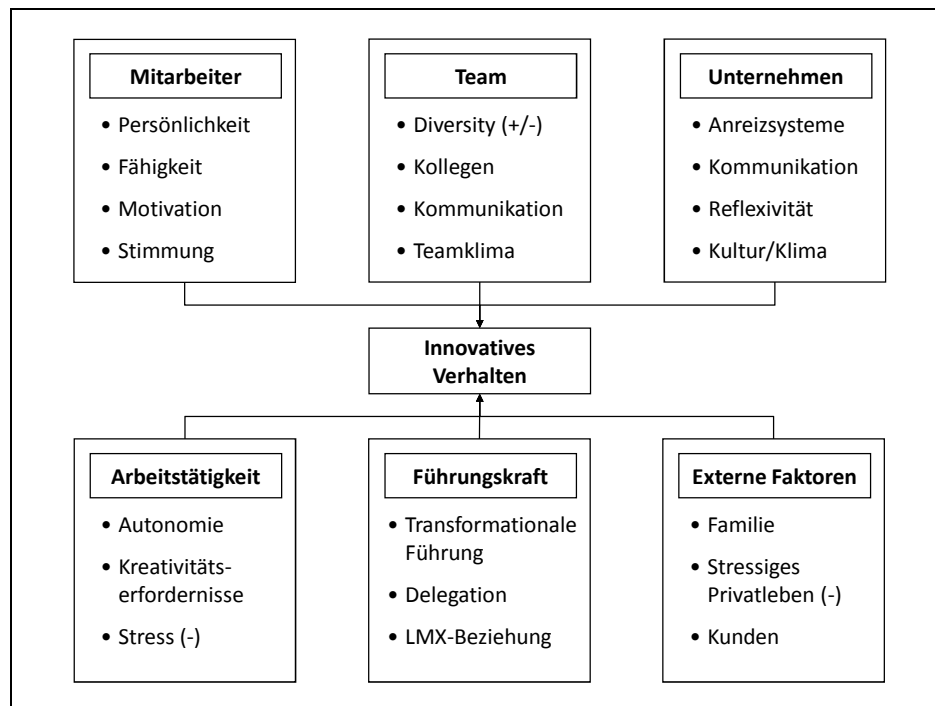 Mitarbeiter
• Persönlichkeit
• Fähigkeit
• Motivation
• Stimmung
Team
• Diversity (+/-)
• Kollegen
• Kommunikation
• Teamklima
Unternehmen
• Anreizsysteme
• Kommunikation
• Reflexivität
• Kultur/Klima
Innovatives
Verhalten
Arbeitstätigkeit
• Autonomie
• Kreativitäts-
erfordernisse
• Stress (-)
Führungskraft
• Transformationale
Führung
• Delegation
• LMX-Beziehung
Externe Faktoren
• Familie
• Stressiges
Privatleben (-)
• Kunden